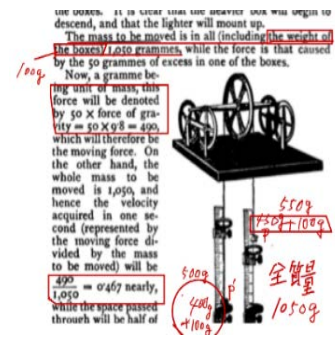 the boxes. It is clear that the heavier box will begin to
descend, and that the lighter will mount up.
The mass to be moved is in all (including the weight of
the boxes) 1,050 grammes, while the force is that caused
by the 50 grammes of excess in one of the boxes.
100g
Now, a gramme be-
ing unit of mass, this
force will be denoted
by 50 × force of gra-
vity = 50 × 9·8 = 490,
which will therefore be
the moving force. On
the other hand, the
whole mass to be
moved is 1,050, and
hence the velocity
acquired in one se-
cond (represented by
the moving force di-
vided by the mass
to be moved) will be
490
1,050 = 0·467 nearly,
while the space passed
through will be half of
550g
450g+100g
P
500g
P'
400g
+100g
全質量
1050g